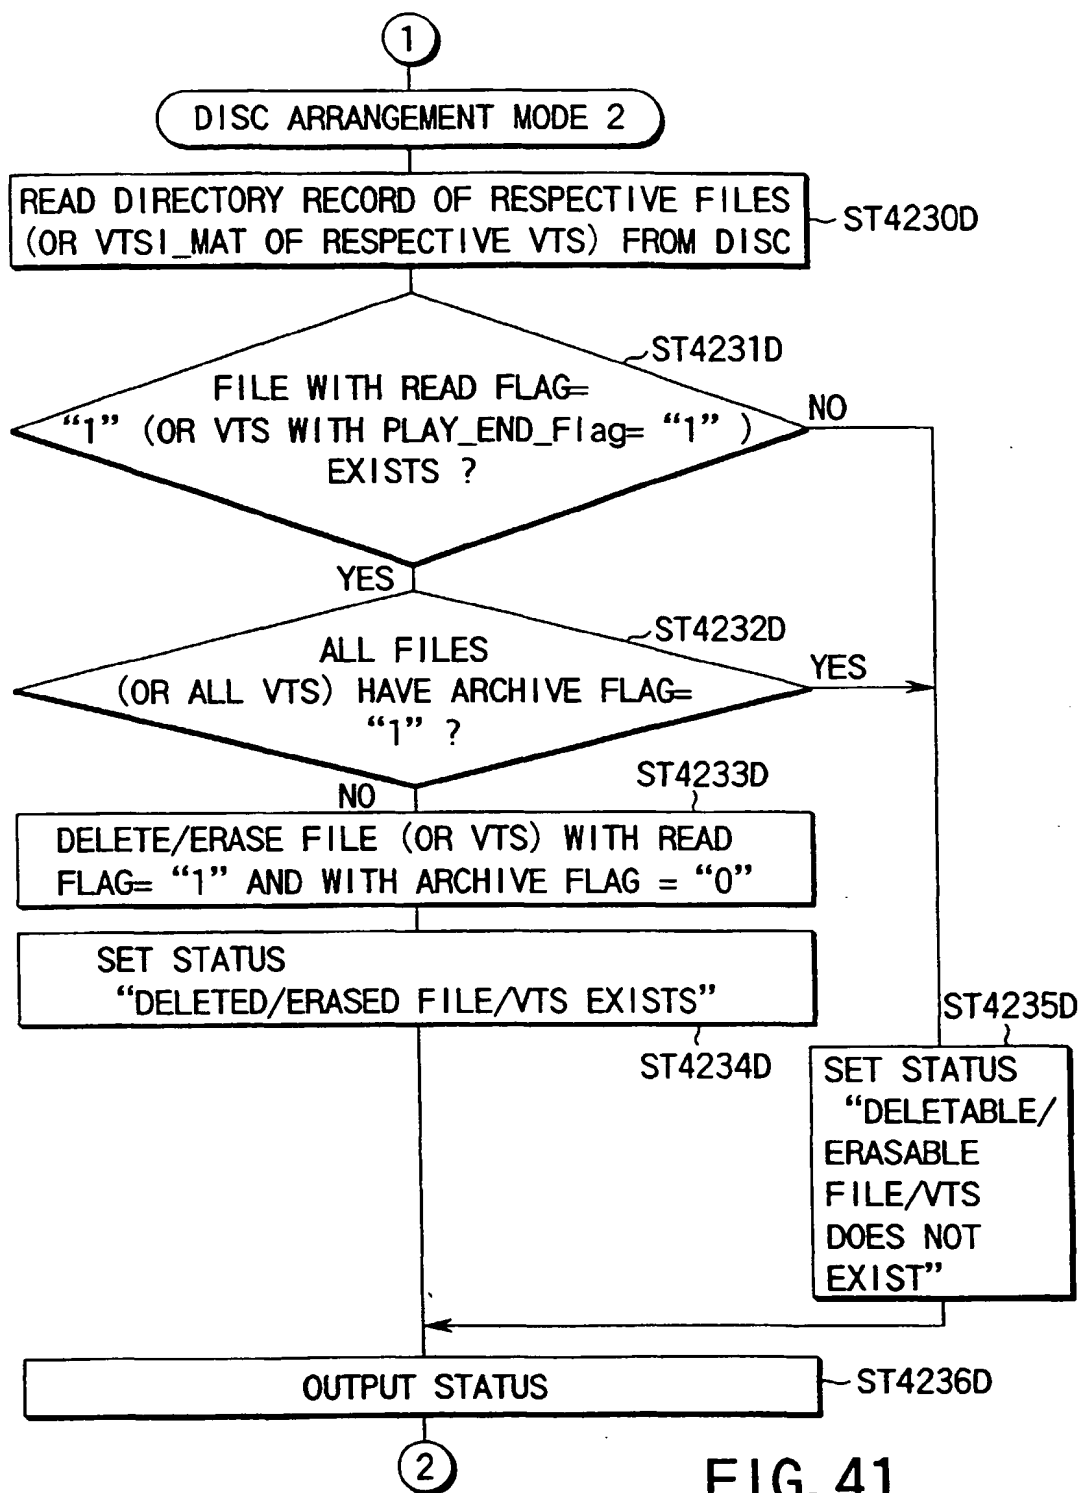 1
DISC ARRANGEMENT MODE 2
READ DIRECTORY RECORD OF RESPECTIVE FILES
(OR VTSI_MAT OF RESPECTIVE VTS) FROM DISC
ST4230D
ST4231D
FILE WITH READ FLAG=
“1” (OR VTS WITH PLAY_END_Flag= “1” )
EXISTS ?
NO
YES
ST4232D
ALL FILES
(OR ALL VTS) HAVE ARCHIVE FLAG=
“1” ?
YES
NO
ST4233D
DELETE/ERASE FILE (OR VTS) WITH READ
FLAG= “1” AND WITH ARCHIVE FLAG = “0”
SET STATUS
“DELETED/ERASED FILE/VTS EXISTS”
ST4234D
ST4235D
SET STATUS
“DELETABLE/
ERASABLE
FILE/VTS
DOES NOT
EXIST”
OUTPUT STATUS
ST4236D
2
FIG. 41